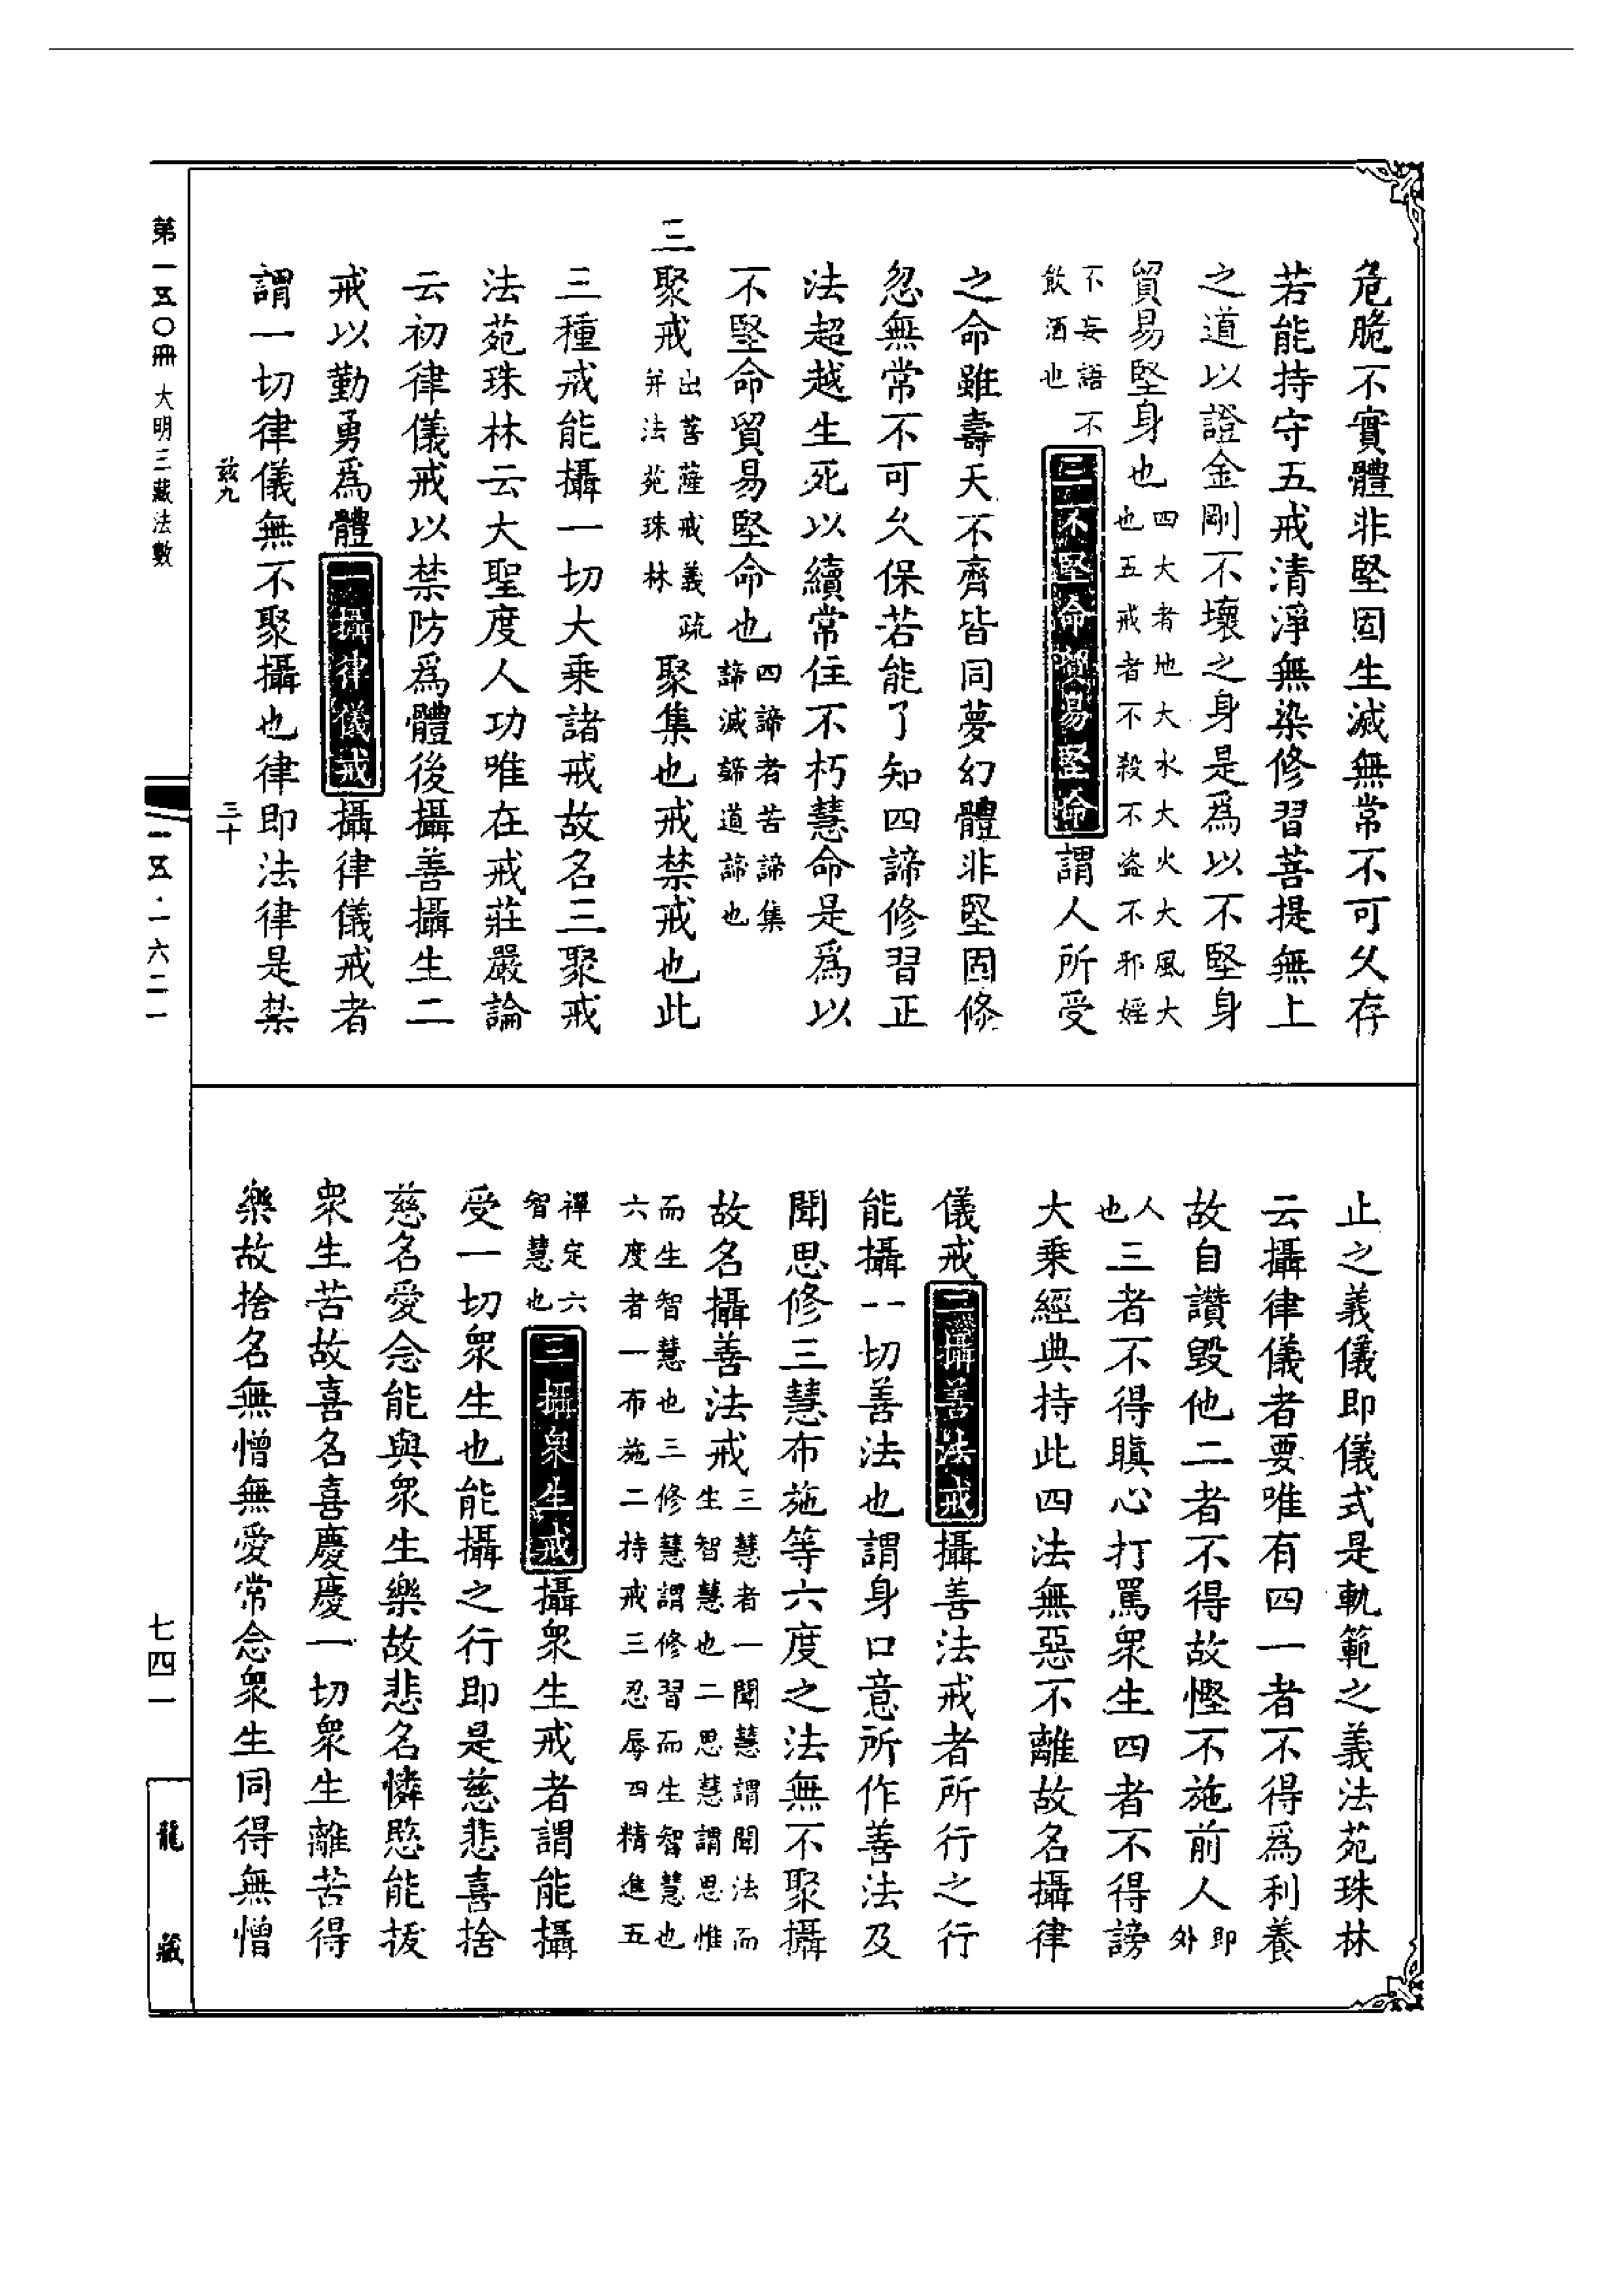 危脆不實體非堅固生滅無常不可久存
若能持守五戒清淨無染修習菩提無上
之道以證金剛不壞之身是爲以不堅身
貿易堅身也四大者地大水大火大風大也五戒者不殺不盜不邪婬
不妄語不飲酒也三不堅命貿易堅命謂人所受
之命雖壽夭不齊皆同夢幻體非堅固倏
忽無常不可久保若能了知四諦修習正
法超越生死以續常住不朽慧命是爲以
不堅命貿易堅命也四諦者苦諦集諦滅諦道諦也
三聚戒出菩薩戒義疏并法苑珠林聚集也戒禁戒也此
三種戒能攝一切大乘諸戒故名三聚戒
法苑珠林云大聖度人功唯在戒莊嚴論
云初律儀戒以禁防爲體後攝善攝生二
戒以勤勇爲體一攝律儀戒攝律儀戒者
謂一切律儀無不聚攝也律即法律是禁
玆九 三十
止之義儀即儀式是軌範之義法苑珠林
云攝律儀者要唯有四一者不得爲利養
故自讚毀他二者不得故慳不施前人即外
人也三者不得瞋心打罵衆生四者不得謗
大乘經典持此四法無惡不離故名攝律
儀戒二攝善法戒攝善法戒者所行之行
能攝一切善法也謂身口意所作善法及
聞思修三慧布施等六度之法無不聚攝
故名攝善法戒三慧者一聞慧謂聞法而生智慧也二思慧謂思惟
而生智慧也三修慧謂修習而生智慧也六度者一布施二持戒三忍辱四精進五
禪定六智慧也三攝衆生戒攝衆生戒者謂能攝
受一切衆生也能攝之行即是慈悲喜捨
慈名愛念能與衆生樂故悲名憐愍能拔
衆生苦故喜名喜慶慶一切衆生離苦得
樂故捨名無憎無愛常念衆生同得無憎
第一五〇冊 大明三藏法數
一五·一六二一
七四一
龍藏